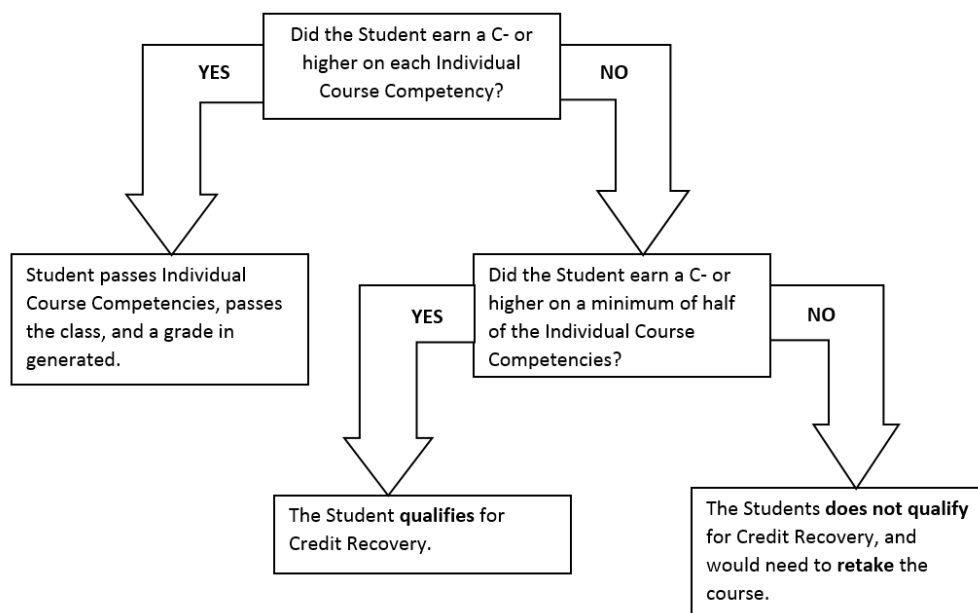 Did the Student earn a C- or
higher on each Individual
Course Competency?
YES
NO
Student passes Individual
Course Competencies, passes
the class, and a grade in
generated.
Did the Student earn a C- or
higher on a minimum of half
of the Individual Course
Competencies?
YES
NO
The Student qualifies for
Credit Recovery.
The Students does not qualify
for Credit Recovery, and
would need to retake the
course.